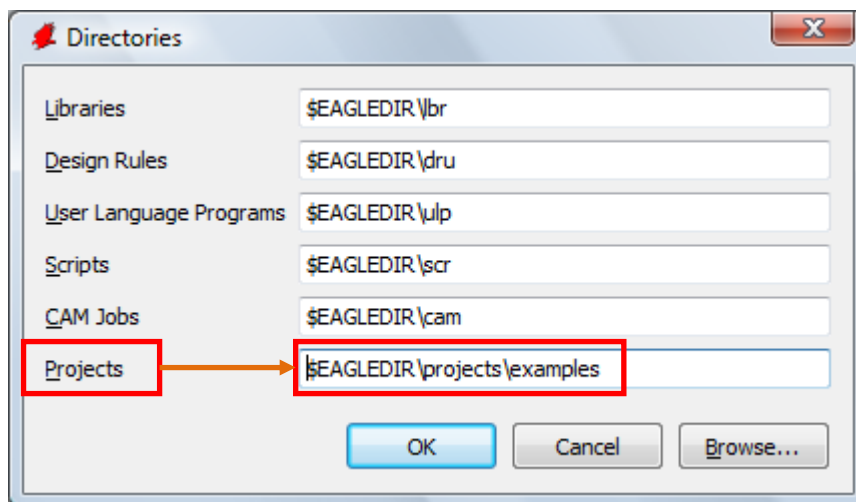 Directories
Libraries $EAGLEDIR\lbr
Design Rules $EAGLEDIR\dru
User Language Programs $EAGLEDIR\ulp
Scripts $EAGLEDIR\scr
CAM Jobs $EAGLEDIR\cam
Projects $EAGLEDIR\projects\examples
OK Cancel Browse...